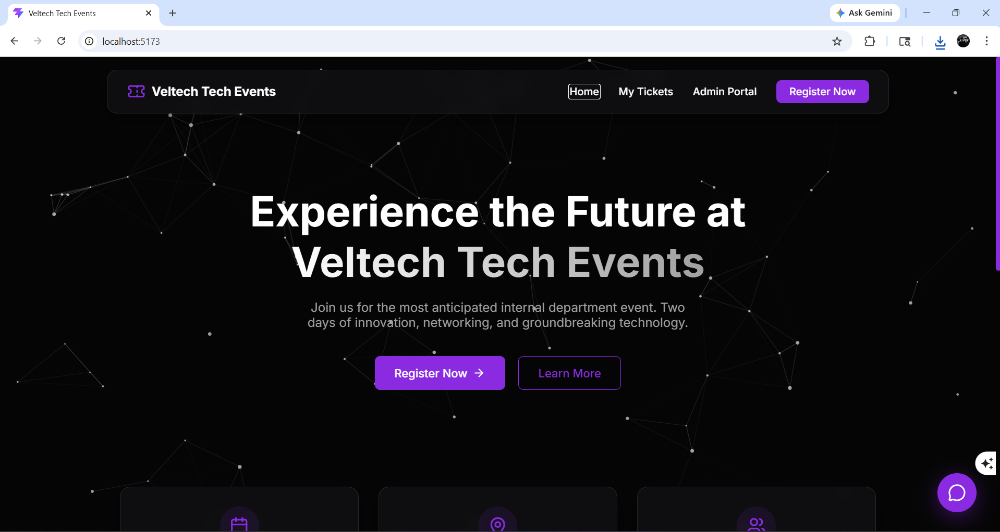 Veltech Tech Events
Ask Gemini
localhost:5173
Veltech Tech Events
Home
My Tickets
Admin Portal
Register Now
Experience the Future at
Veltech Tech Events
Join us for the most anticipated internal department event. Two
days of innovation, networking, and groundbreaking technology.
Register Now
Learn More